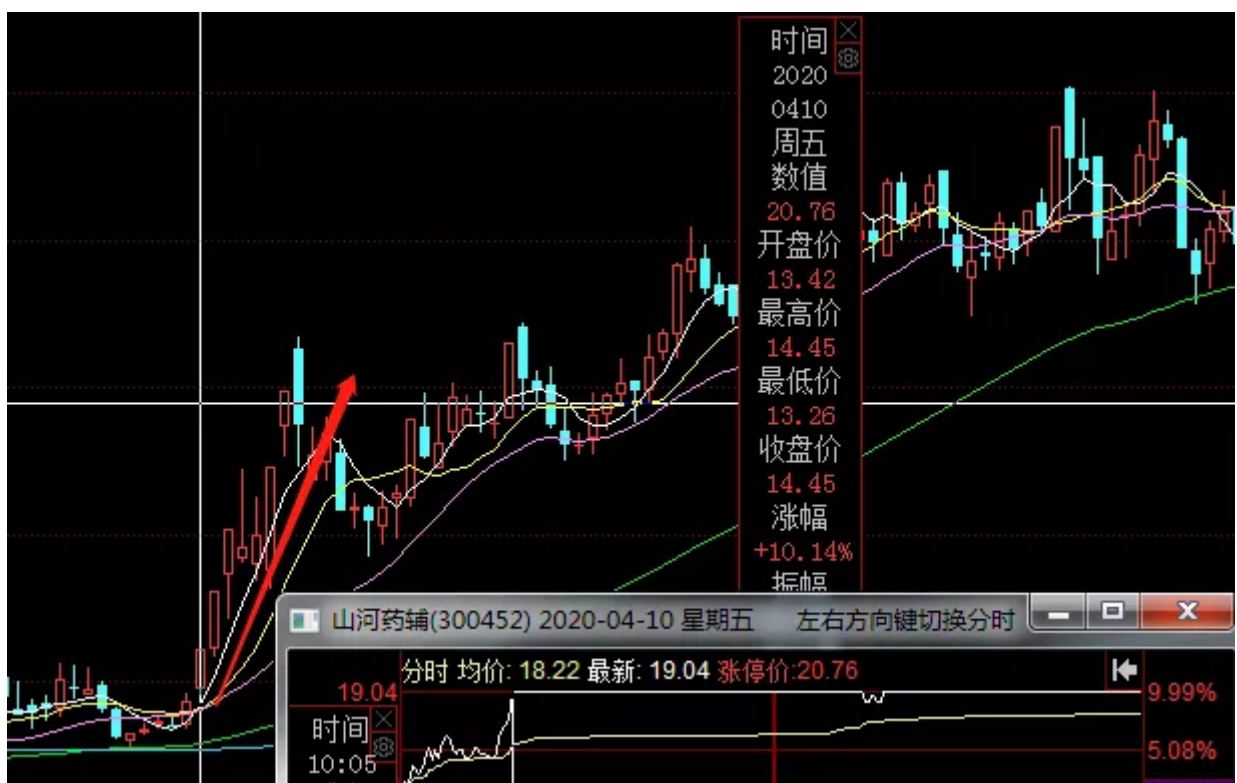 时间
2020
0410
周五
数值
20.76
开盘价
13.42
最高价
14.45
最低价
13.26
收盘价
14.45
涨幅
+10.14%
振幅
山河药辅(300452) 2020-04-10 星期五 左右方向键切换分时
分时 均价: 18.22 最新: 19.04 涨停价:20.76
19.04
9.99%
时间
10:05
5.08%